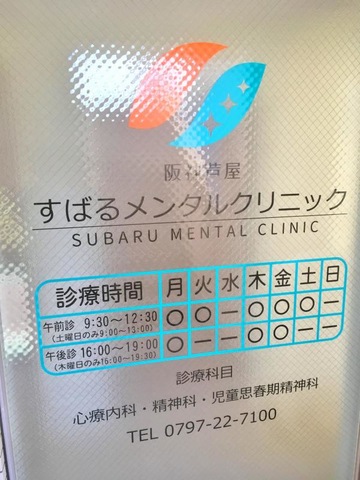 阪神芦屋
すばるメンタルクリニック
SUBARU MENTAL CLINIC
診療時間 月 火 水 木 金 土 日
午前診 9:30〜12:30 ○ ○ − ○ ○ ○ −
(土曜日のみ9:00〜13:00)
午後診 16:00〜19:00 ○ − − ○ ○ − −
(木曜日のみ16:00〜19:30)
診療科目
心療内科・精神科・児童思春期精神科
TEL 0797-22-7100